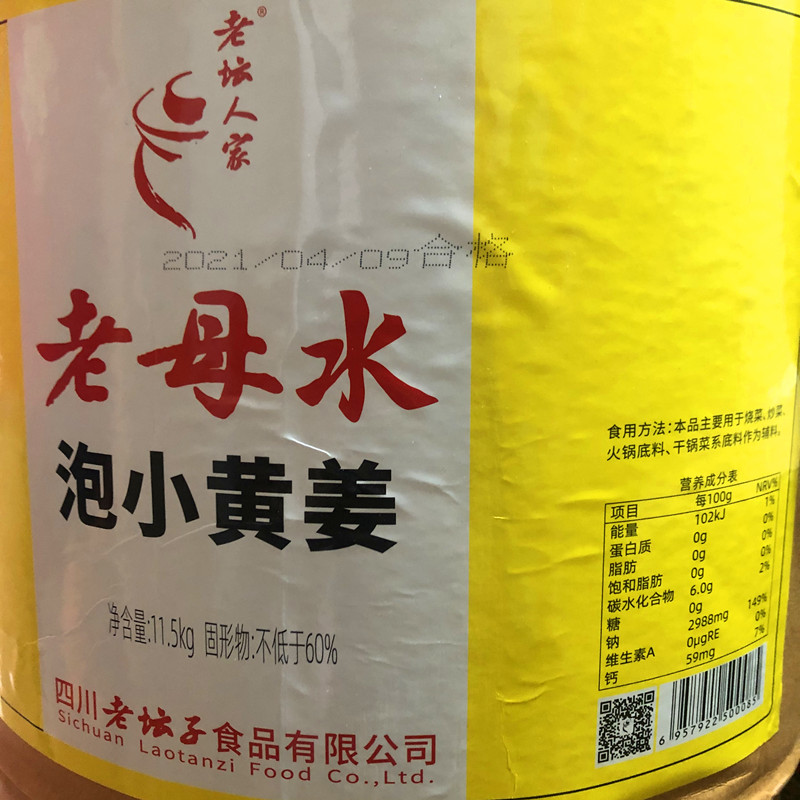 老坛人家®
2021/04/09合格
老母水
泡小黄姜
净含量:11.5kg 固形物:不低于60%
四川老坛子食品有限公司
Sichuan Laotanzi Food Co.,Ltd.
食用方法:本品主要用于烧菜、炒菜、
火锅底料、干锅菜系底料作为辅料。
营养成分表
项目 每100g NRV%
能量 102kJ 1%
蛋白质 0g 0%
脂肪 0g 0%
饱和脂肪 0g 0%
碳水化合物 6.0g 2%
糖 0g
钠 2988mg 149%
维生素A 0μgRE 0%
钙 59mg 7%
6 957922 500085